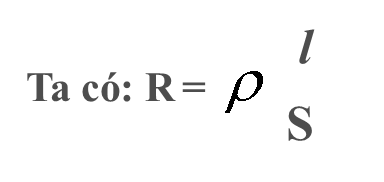 l
Ta có: R = ρ
S